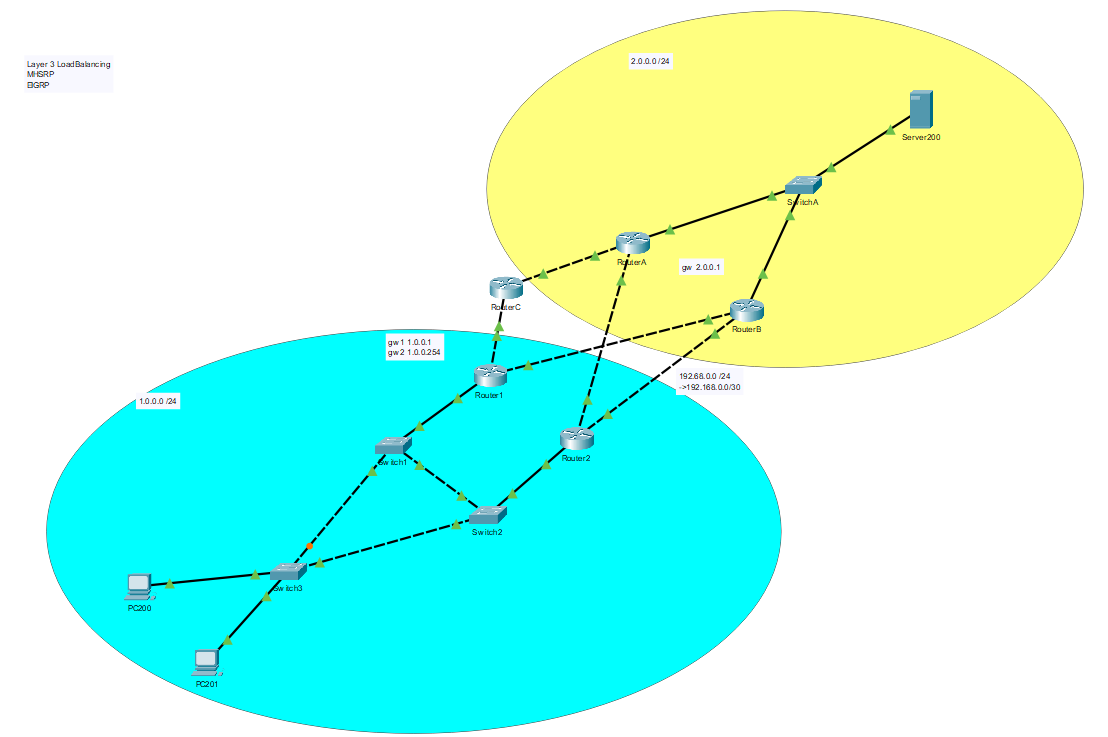 Layer 3 LoadBalancing
MHSRP
EIGRP
2.0.0.0 /24
Server200
SwitchA
RouterA
gw 2.0.0.1
RouterC
RouterB
gw 1 1.0.0.1
gw 2 1.0.0.254
192.68.0.0 /24
->192.168.0.0/30
Router1
1.0.0.0 /24
Router2
Switch1
Switch2
Switch3
PC200
PC201